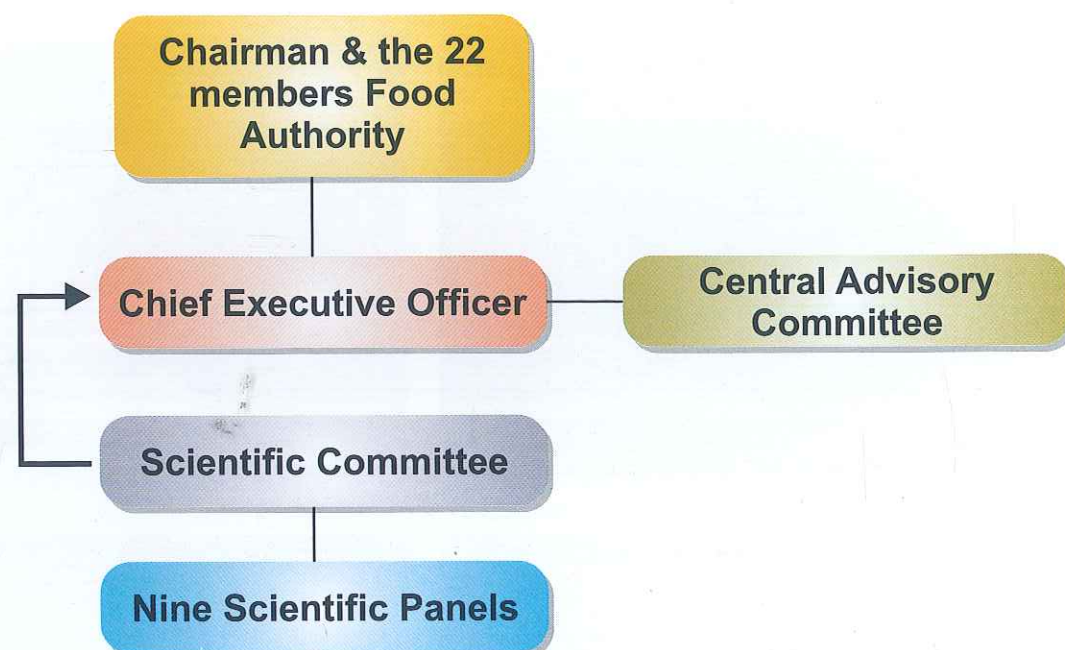 Chairman & the 22
members Food
Authority
Chief Executive Officer
Central Advisory
Committee
Scientific Committee
Nine Scientific Panels